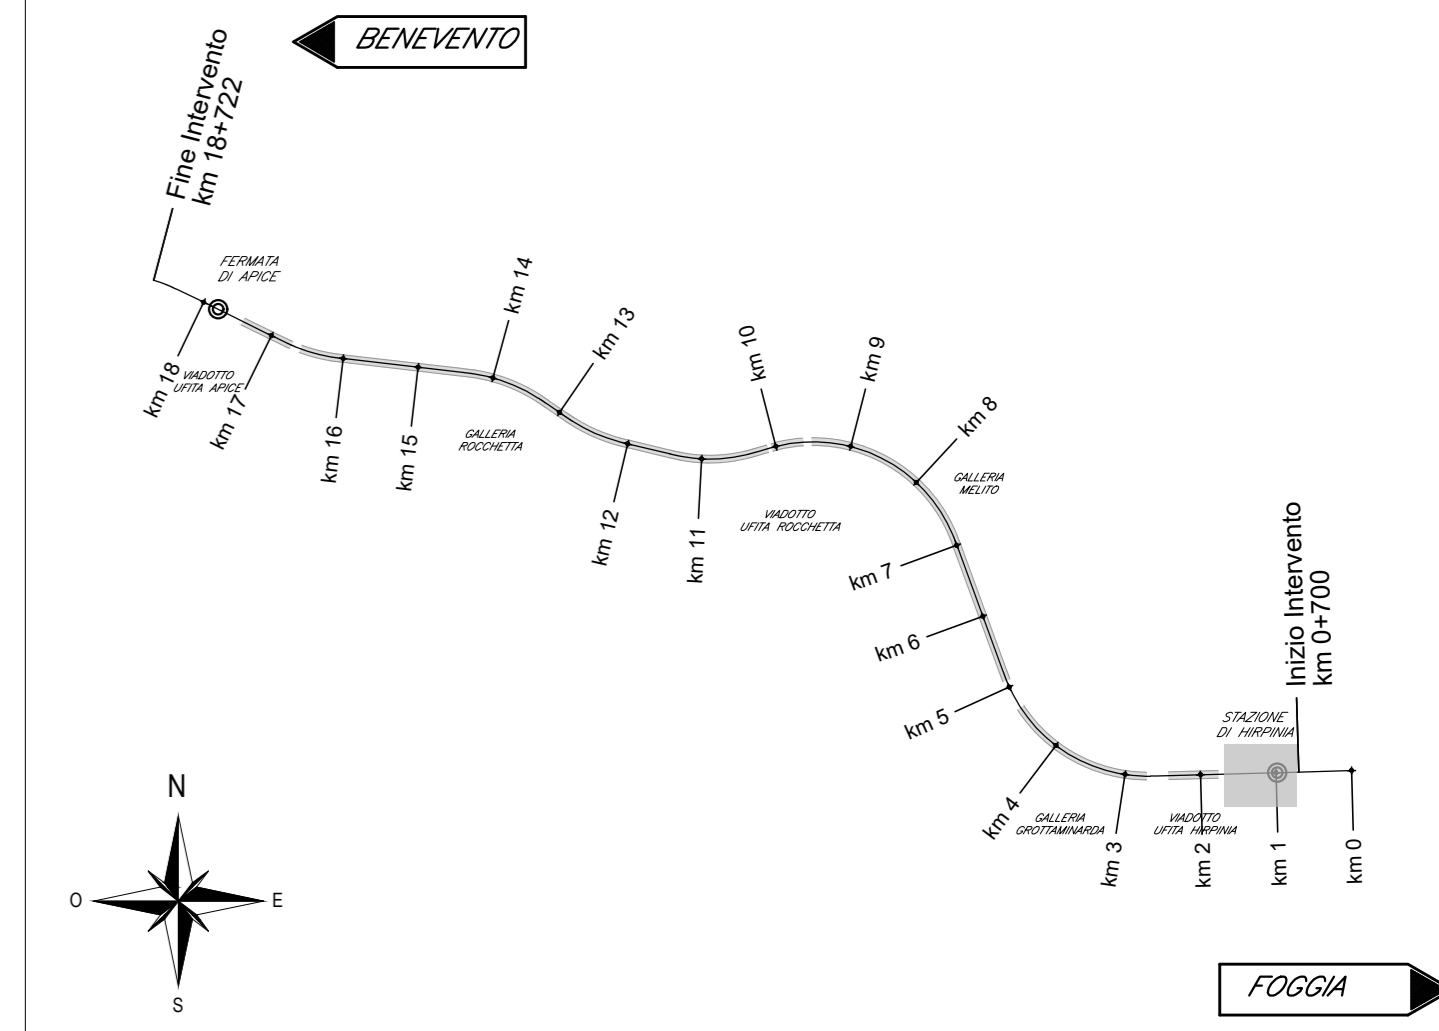 BENEVENTO
Fine Intervento
km 18+722
FERMATA
DI APICE
km 14
km 13
km 10
km 9
km 18
VIADOTTO
UFITA APICE
km 17
km 16
km 15
GALLERIA
ROCCHETTA
km 8
GALLERIA
MELITO
VIADOTTO
UFITA ROCCHETTA
km 12
km 11
km 7
km 6
km 5
Inizio Intervento
km 0+700
STAZIONE
DI HIRPINIA
km 4
GALLERIA
GROTTAMINARDA
VIADOTTO
UFITA HIRPINIA
km 3
km 2
km 1
km 0
N
O
E
S
FOGGIA